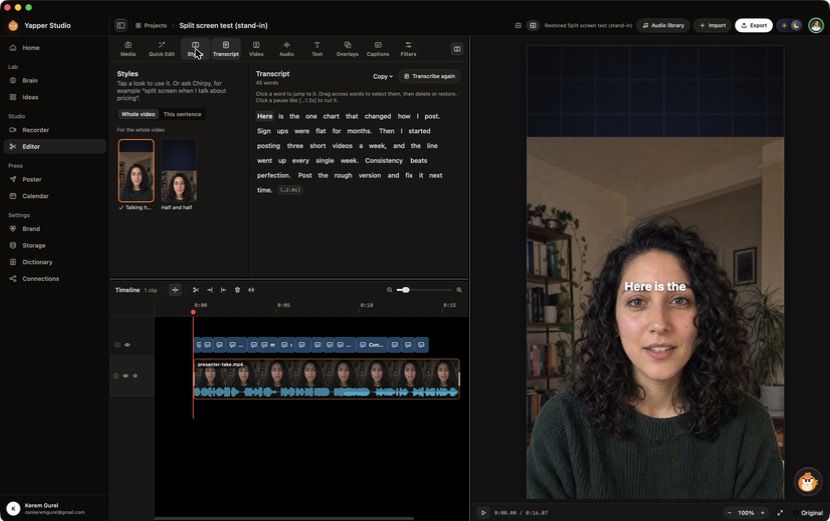 Yapper Studio
Projects › Split screen test (stand-in)
Restored Split screen test (stand-in)
Audio library
Import
Export
Home
Lab
Brain
Ideas
Studio
Recorder
Editor
Press
Poster
Calendar
Settings
Brand
Storage
Dictionary
Connections
K
Kerem Gurel
cankeremgurel@gmail.com
Media
Quick Edit
Transcript
Video
Audio
Text
Overlays
Captions
Filters
Styles
Tap a look to use it. Or ask Chirpy, for
example "split screen when I talk about
pricing".
Whole video
This sentence
For the whole video
Talking h...
Half and half
Transcript
45 words
Copy
Transcribe again
Click a word to jump to it. Drag across words to select them, then delete or restore.
Click a pause like [...1.2s] to cut it.
Here is the one chart that changed how I post.
Sign ups were flat for months. Then I started
posting three short videos a week, and the line
went up every single week. Consistency beats
perfection. Post the rough version and fix it next
time. [...2.0s]
Timeline 1 clip
0:00 0:05 0:10 0:15
Con...
presenter-take.mp4
Here is the
0:00.00 / 0:16.07
100%
Original